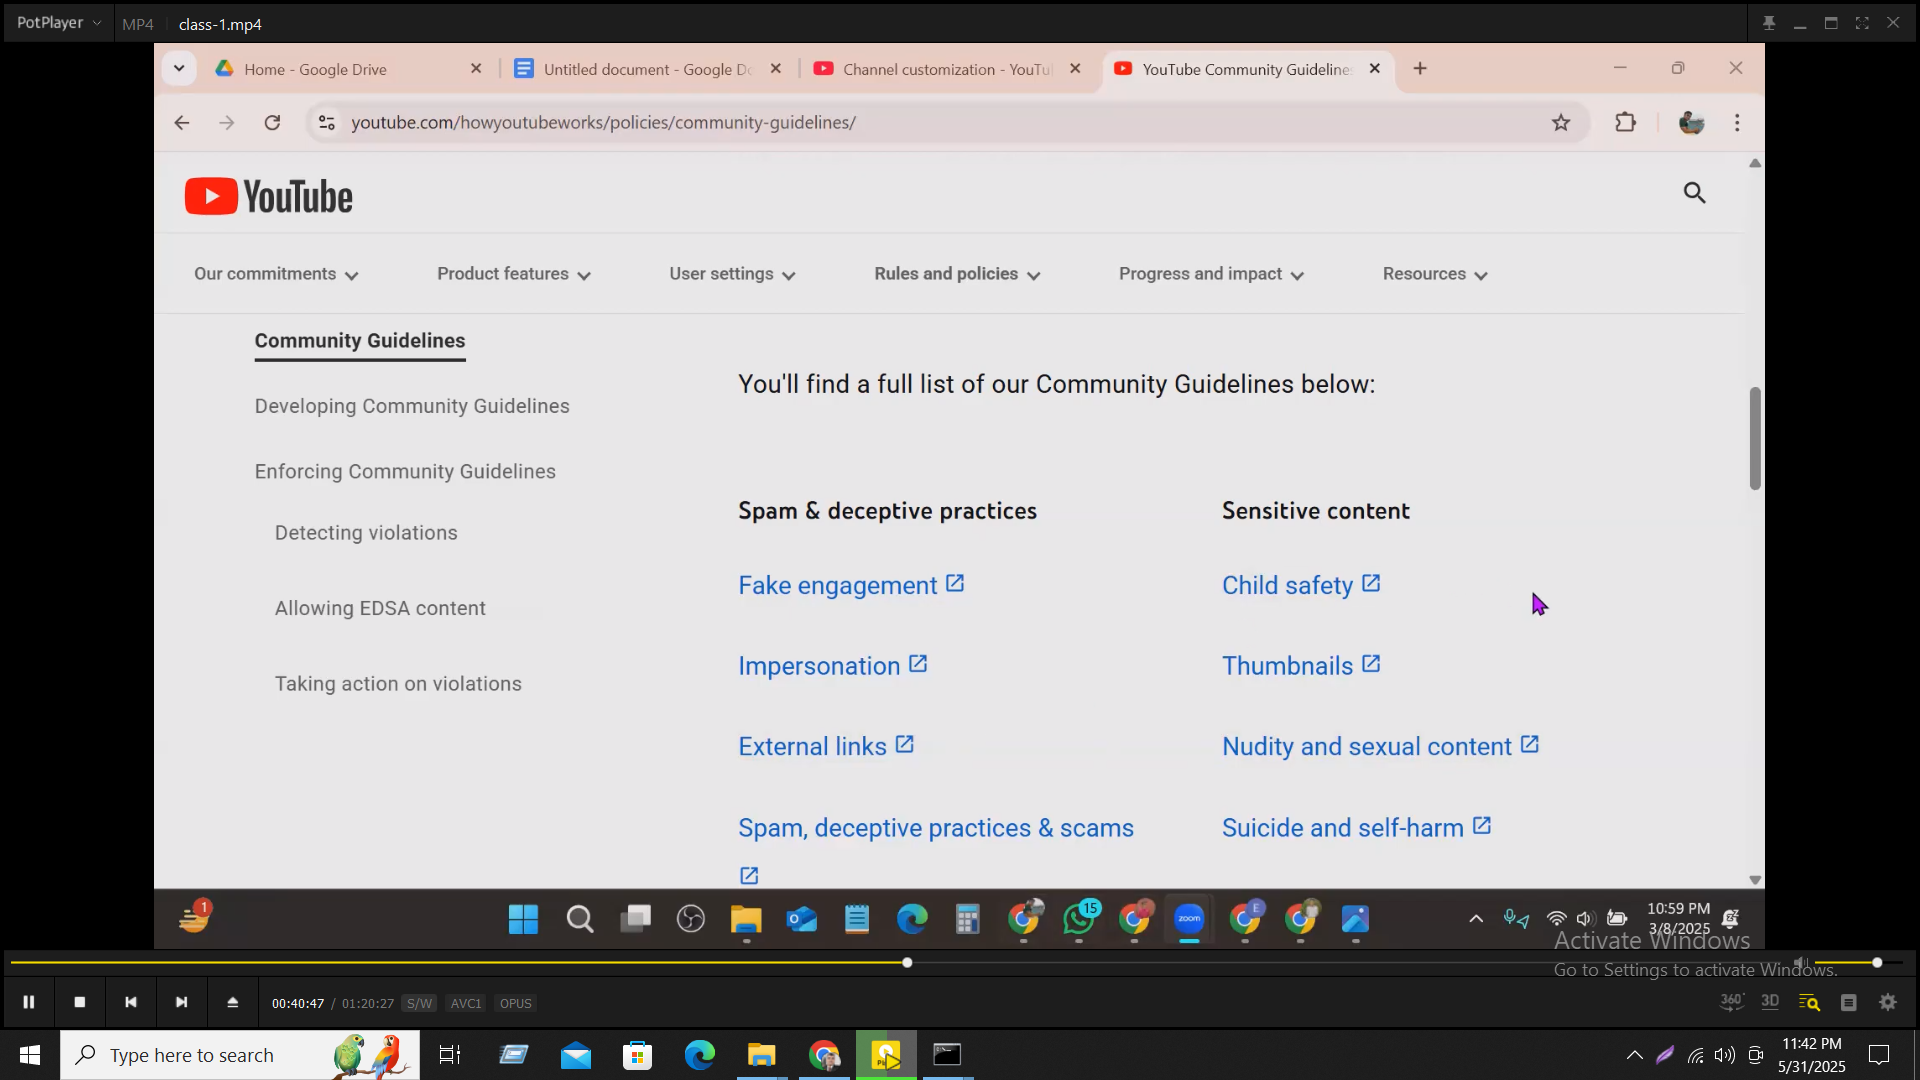 PotPlayer MP4 class-1.mp4
Home - Google Drive Untitled document - Google Do Channel customization - YouTu YouTube Community Guideline
youtube.com/howyoutubeworks/policies/community-guidelines/
YouTube
Our commitments Product features User settings Rules and policies Progress and impact Resources
Community Guidelines
Developing Community Guidelines
Enforcing Community Guidelines
Detecting violations
Allowing EDSA content
Taking action on violations
You'll find a full list of our Community Guidelines below:
Spam & deceptive practices
Fake engagement
Impersonation
External links
Spam, deceptive practices & scams
Sensitive content
Child safety
Thumbnails
Nudity and sexual content
Suicide and self-harm
1
15
zoom
E
10:59 PM
3/8/2025
Activate Windows
Go to Settings to activate Windows.
00:40:47 / 01:20:27 S/W AVC1 OPUS
360° 3D
Type here to search
11:42 PM
5/31/2025